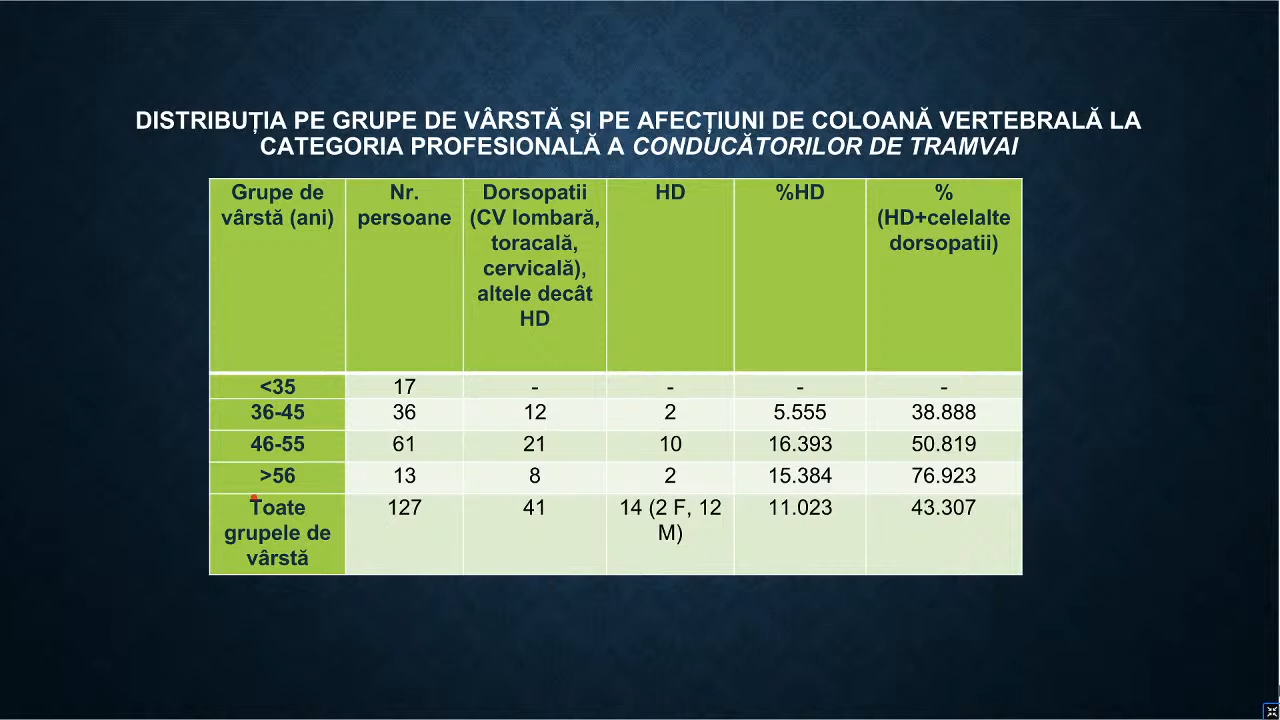 DISTRIBUȚIA PE GRUPE DE VÂRSTĂ ȘI PE AFECȚIUNI DE COLOANĂ VERTEBRALĂ LA
CATEGORIA PROFESIONALĂ A CONDUCĂTORILOR DE TRAMVAI
Grupe de vârstă (ani) Nr. persoane Dorsopatii (CV lombară, toracală, cervicală), altele decât HD HD %HD % (HD+celelalte dorsopatii)
<35 17 - - - -
36-45 36 12 2 5.555 38.888
46-55 61 21 10 16.393 50.819
>56 13 8 2 15.384 76.923
Toate grupele de vârstă 127 41 14 (2 F, 12 M) 11.023 43.307